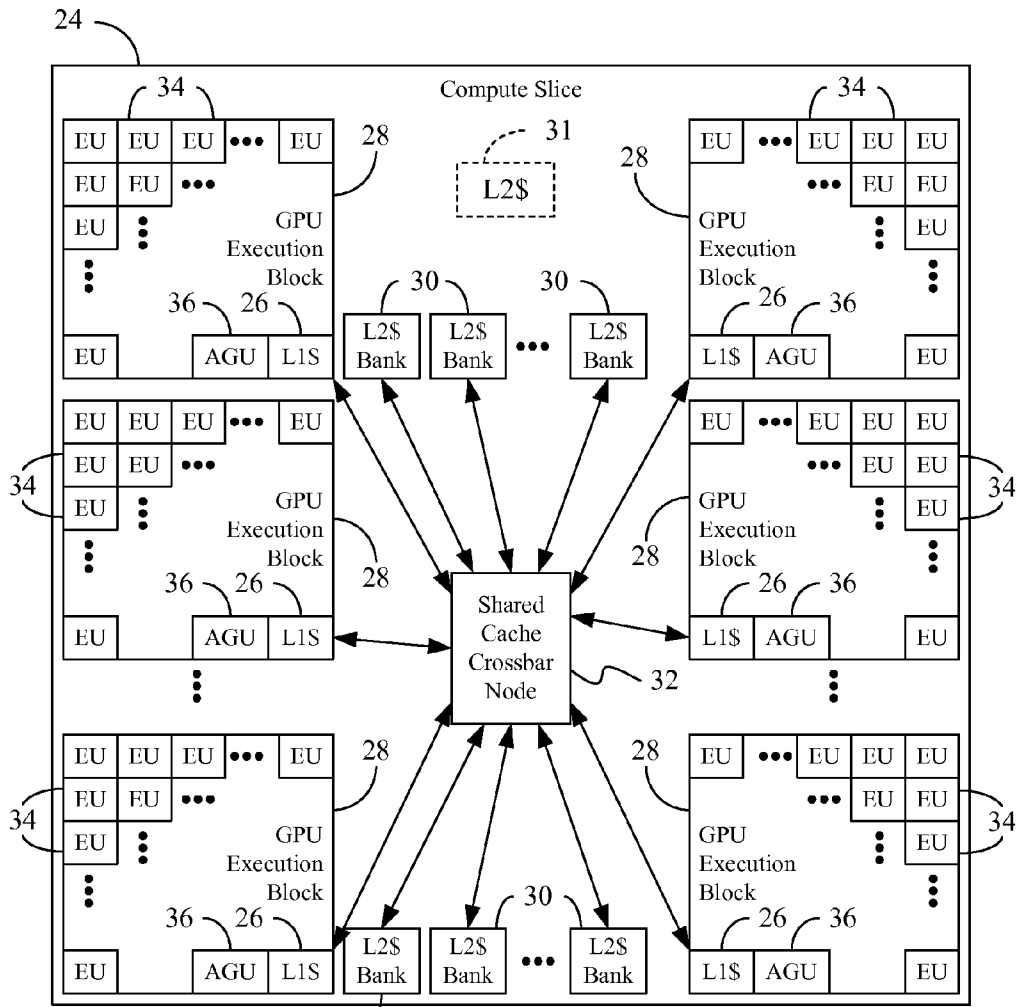 24
Compute Slice
34
34
31
L2$
28
28
EU EU EU ••• EU
EU EU •••
EU
GPU
Execution
Block
36
26
EU
AGU
L1S
EU ••• EU EU EU
••• EU EU
EU
GPU
Execution
Block
26
36
L1$
AGU
EU
30
30
L2$
Bank
L2$
Bank
•••
L2$
Bank
EU EU EU ••• EU
EU EU •••
EU
34
GPU
Execution
Block
28
36
26
EU
AGU
L1S
EU ••• EU EU EU
••• EU EU
EU
34
GPU
Execution
Block
28
26
36
L1$
AGU
EU
Shared
Cache
Crossbar
Node
32
EU EU EU ••• EU
EU EU •••
EU
34
28
GPU
Execution
Block
36
26
EU
AGU
L1S
EU ••• EU EU EU
••• EU EU
EU
34
28
GPU
Execution
Block
26
36
L1$
AGU
EU
30
L2$
Bank
L2$
Bank
•••
L2$
Bank